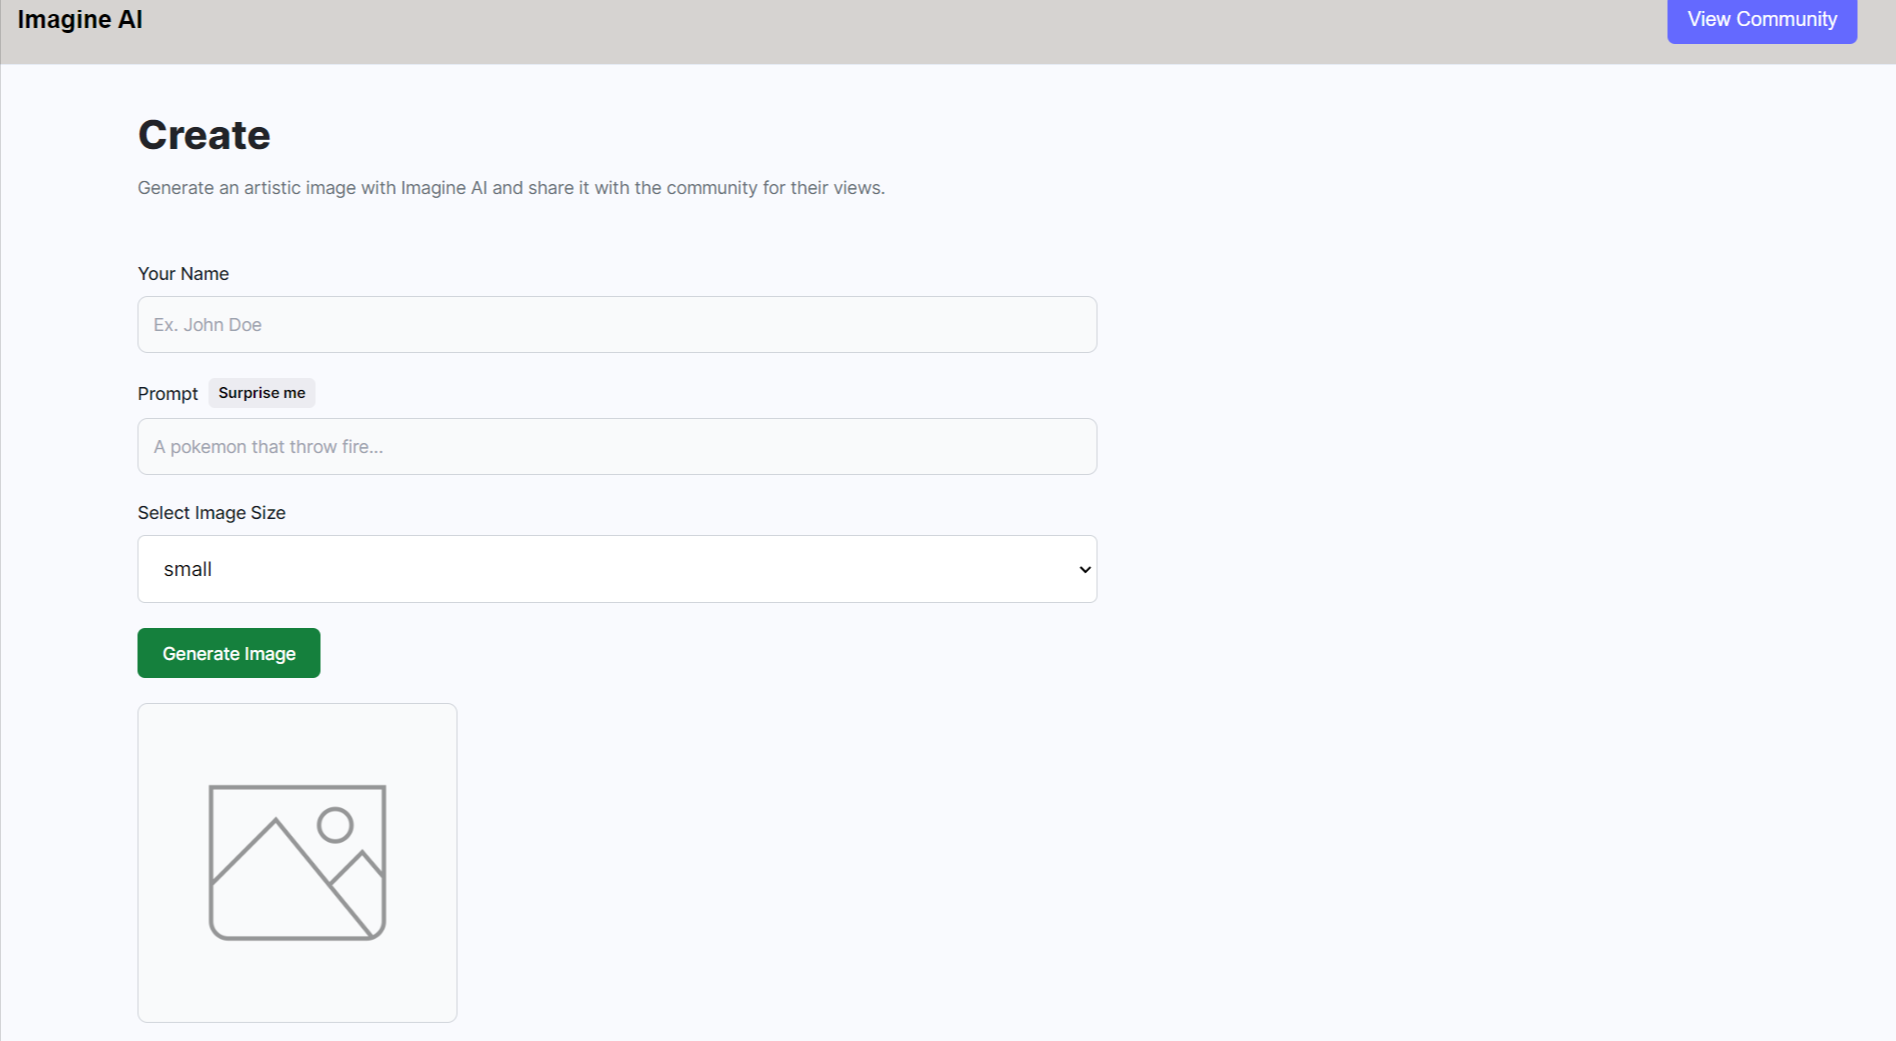 Imagine AI
View Community
Create
Generate an artistic image with Imagine AI and share it with the community for their views.
Your Name
Ex. John Doe
Prompt Surprise me
A pokemon that throw fire...
Select Image Size
small
Generate Image